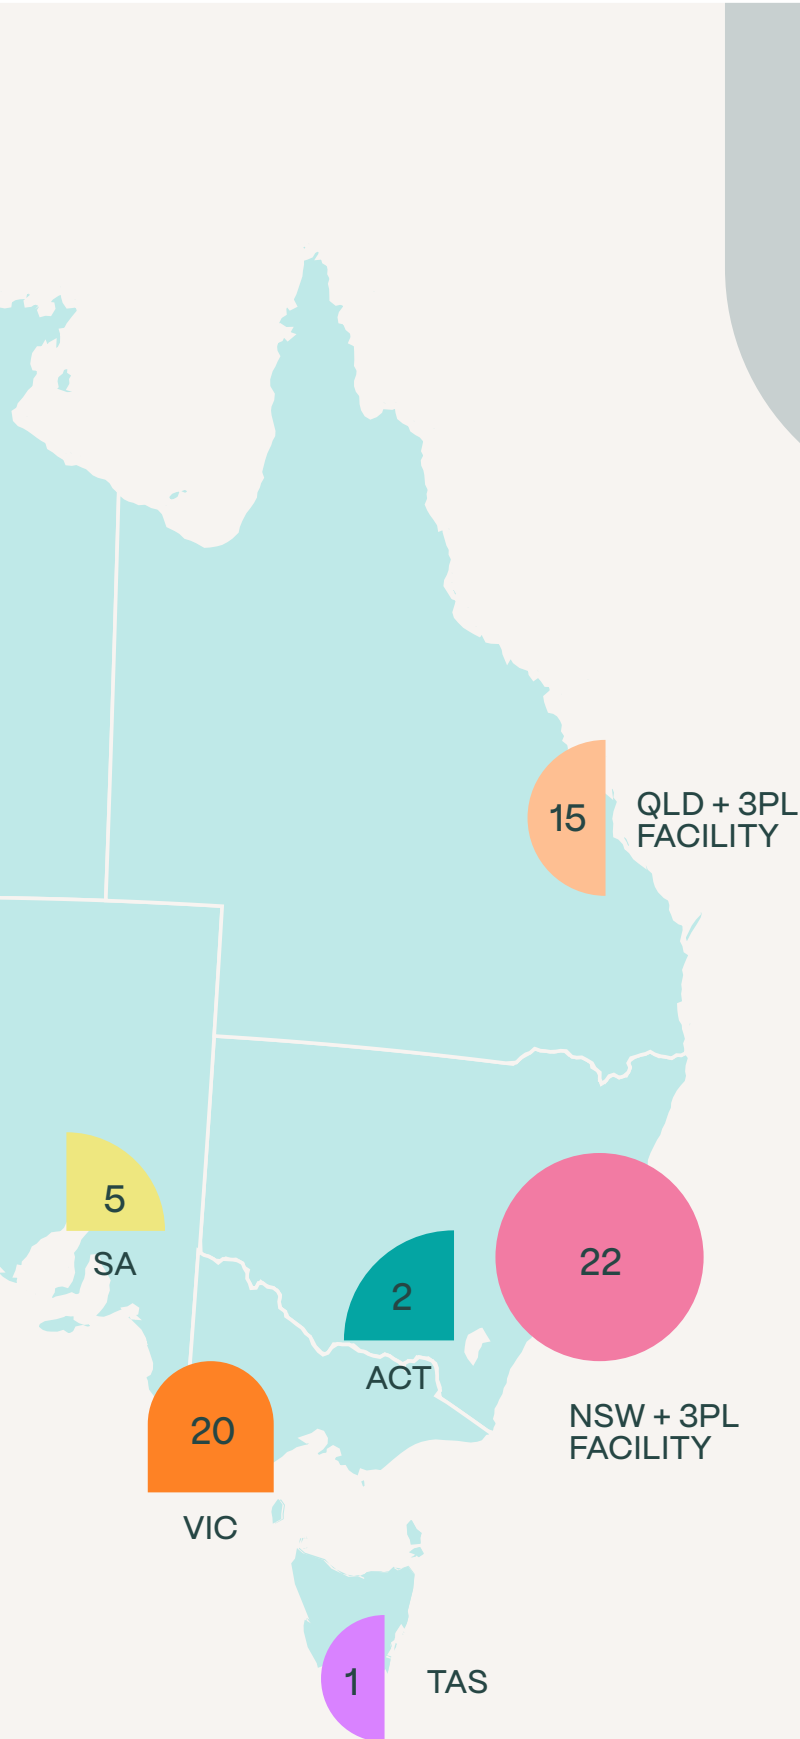 15
QLD + 3PL
FACILITY
5
SA
22
2
ACT
NSW + 3PL
FACILITY
20
VIC
1
TAS